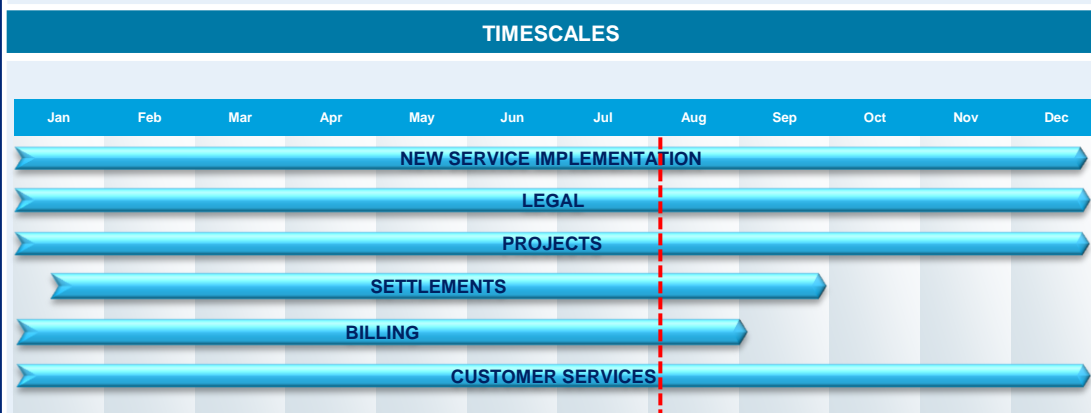 TIMESCALES
Jan Feb Mar Apr May Jun Jul Aug Sep Oct Nov Dec
NEW SERVICE IMPLEMENTATION
LEGAL
PROJECTS
SETTLEMENTS
BILLING
CUSTOMER SERVICES